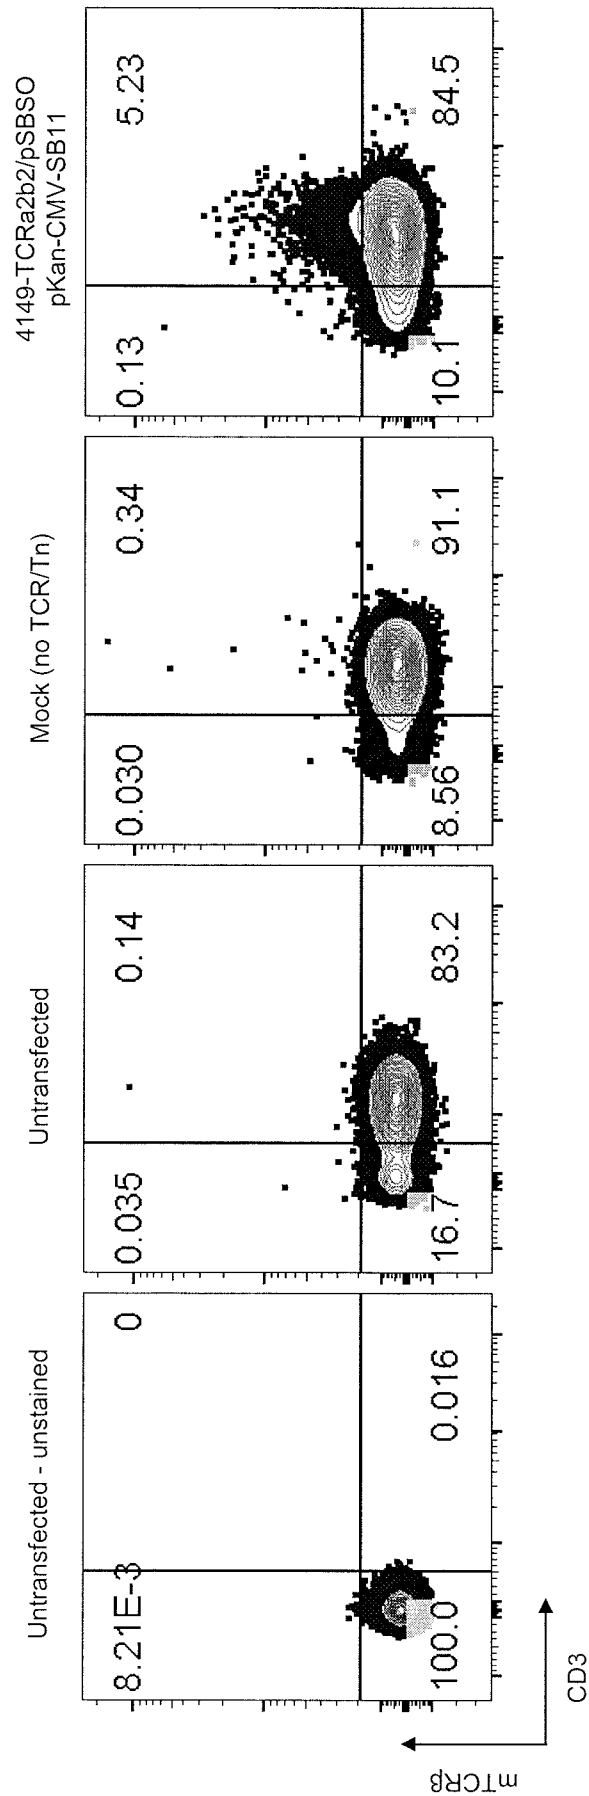 Untransfected - unstained
8.21E-3
0
100.0
0.016
Untransfected
0.035
0.14
16.7
83.2
Mock (no TCR/Tn)
0.030
0.34
8.56
91.1
4149-TCRa2b2/pSBSO
pKan-CMV-SB11
0.13
5.23
10.1
84.5
mTCRβ
CD3